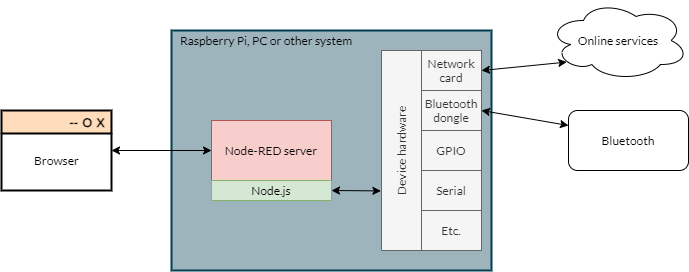 Raspberry Pi, PC or other system
Online services
Network
card
-- O X
Browser
Node-RED server
Node.js
Device hardware
Bluetooth
dongle
GPIO
Serial
Etc.
Bluetooth